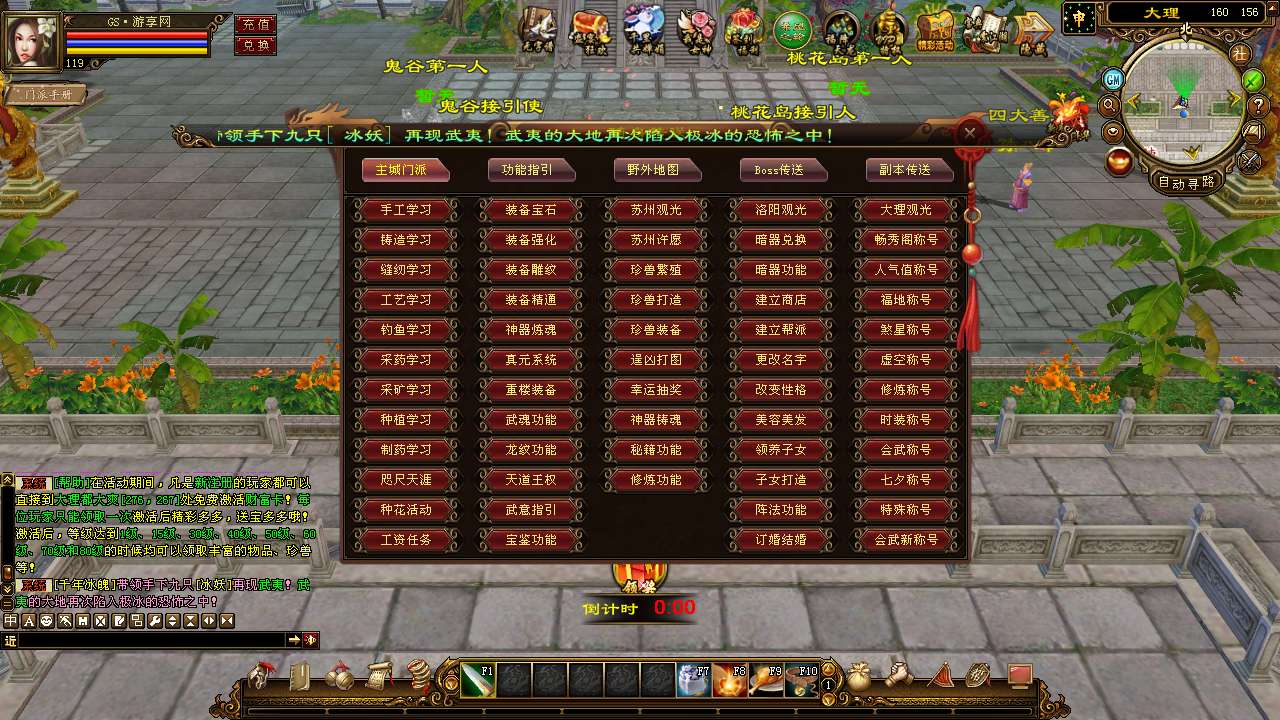 GS·游享网
119
充值
兑换
门派手册
精彩活动
鬼谷第一人
桃花岛第一人
暂无
暂无
鬼谷接引使
桃花岛接引人
四大善
大理
160 156
北
申
GM
社
自动寻路
领手下九只[ 冰妖] 再现武夷! 武夷的大地再次陷入极冰的恐怖之中!
主城门派
功能指引
野外地图
Boss传送
副本传送
手工学习
装备宝石
苏州观光
洛阳观光
大理观光
铸造学习
装备强化
苏州许愿
暗器兑换
畅秀阁称号
缝纫学习
装备雕纹
珍兽繁殖
暗器功能
人气值称号
工艺学习
装备精通
珍兽打造
建立商店
福地称号
钓鱼学习
神器炼魂
珍兽装备
建立帮派
煞星称号
采药学习
真元系统
逞凶打图
更改名字
虚空称号
采矿学习
重楼装备
幸运抽奖
改变性格
修炼称号
种植学习
武魂功能
神器铸魂
美容美发
时装称号
制药学习
龙纹功能
秘籍功能
领养子女
会武称号
咫尺天涯
天道王权
修炼功能
子女打造
七夕称号
种花活动
武意指引
阵法功能
特殊称号
工资任务
宝鉴功能
订婚结婚
会武新称号
领奖
倒计时 0:00
[帮助]在活动期间，凡是新注册的玩家都可以
直接到大理都大爽[276，267]处免费激活财富卡! 每
位玩家只能领取一次激活后精彩多多，送宝多多哦!
激活后，等级达到1级、15级、30级、40级、50级、60
级、70级和80级的时候均可以领取丰富的物品、珍兽
等!
[千年冰魄]带领手下九只[冰妖]再现武夷! 武
夷的大地再次陷入极冰的恐怖之中!
近
F1
F7
F8
F9
F10
1